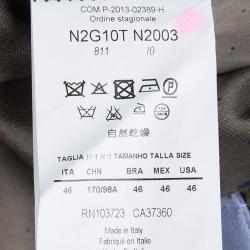 COM.P-2013-02389-H
Ordine stagionale
N2G10T N2003
811 I0
自然乾燥
TAGLIA TAMANHO TALLA SIZE
ITA CHN BRA MEX USA
46 170/98A 46 46 46
RN103723 CA37360
Made in Italy
Fabriqué en Italie